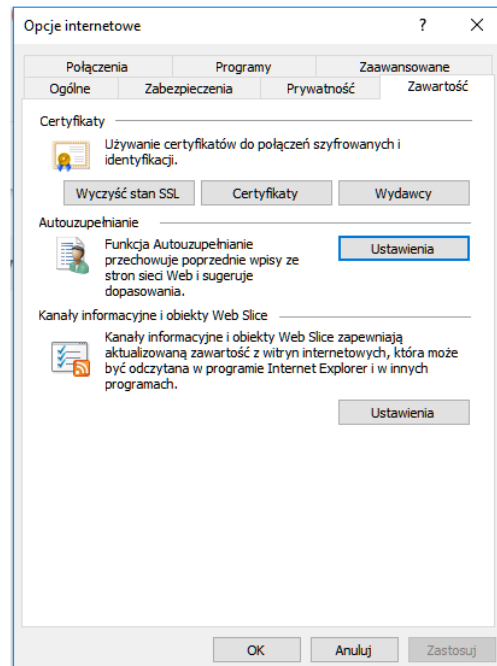 Opcje internetowe
Połączenia Programy Zaawansowane
Ogólne Zabezpieczenia Prywatność Zawartość
Certyfikaty
Używanie certyfikatów do połączeń szyfrowanych i
identyfikacji.
Wyczyść stan SSL Certyfikaty Wydawcy
Autouzupełnianie
Funkcja Autouzupełnianie
przechowuje poprzednie wpisy ze
stron sieci Web i sugeruje
dopasowania.
Ustawienia
Kanały informacyjne i obiekty Web Slice
Kanały informacyjne i obiekty Web Slice zapewniają
aktualizowaną zawartość z witryn internetowych, która może
być odczytana w programie Internet Explorer i w innych
programach.
Ustawienia
OK Anuluj Zastosuj